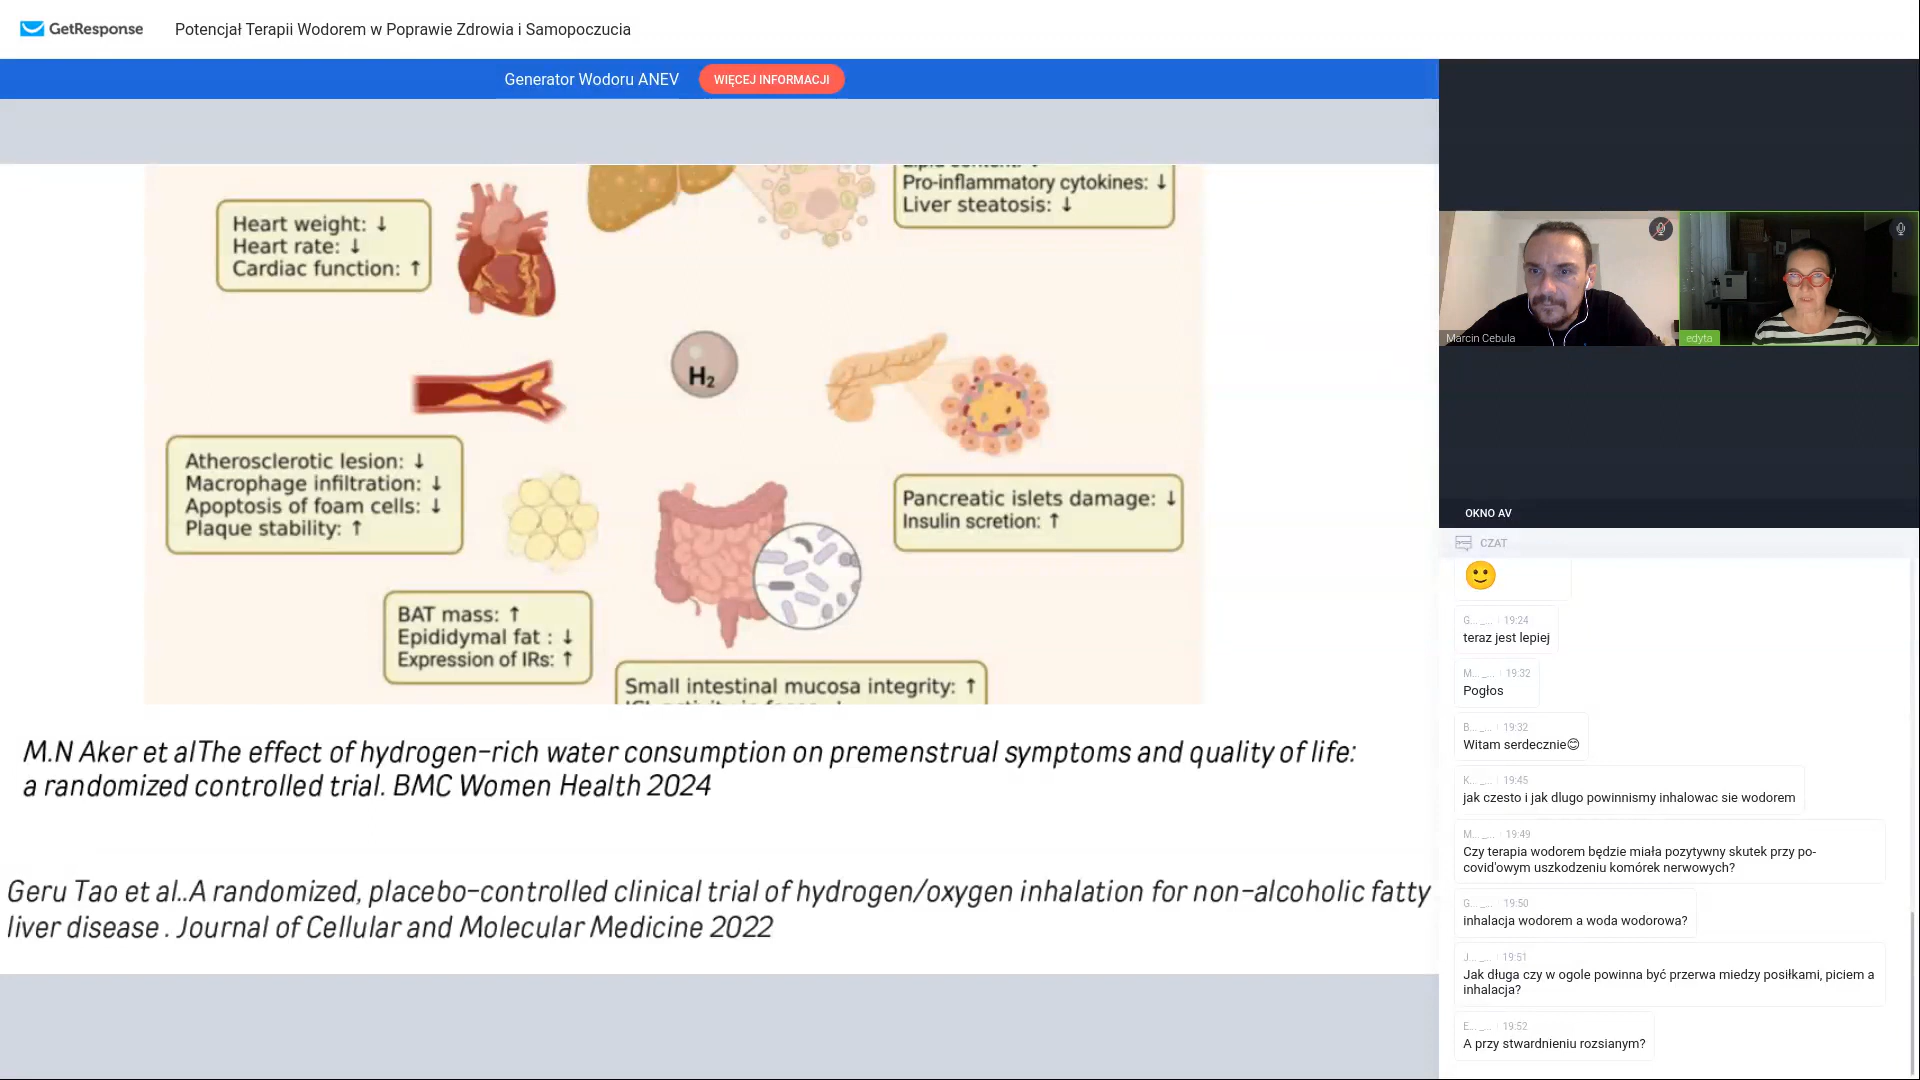 GetResponse
Potencjał Terapii Wodorem w Poprawie Zdrowia i Samopoczucia
Generator Wodoru ANEV
WIĘCEJ INFORMACJI
Pro-inflammatory cytokines: ↓
Liver steatosis: ↓
Heart weight: ↓
Heart rate: ↓
Cardiac function: ↑
H₂
Atherosclerotic lesion: ↓
Macrophage infiltration: ↓
Apoptosis of foam cells: ↓
Plaque stability: ↑
Pancreatic islets damage: ↓
Insulin scretion: ↑
BAT mass: ↑
Epididymal fat : ↓
Expression of IRs: ↑
Small intestinal mucosa integrity: ↑
M.N Aker et alThe effect of hydrogen-rich water consumption on premenstrual symptoms and quality of life:
a randomized controlled trial. BMC Women Health 2024
Geru Tao et al..A randomized, placebo-controlled clinical trial of hydrogen/oxygen inhalation for non-alcoholic fatty
liver disease . Journal of Cellular and Molecular Medicine 2022
Marcin Cebula
edyta
OKNO AV
CZAT
G... _... 19:24
teraz jest lepiej
M... _... 19:32
Pogłos
B... _... 19:32
Witam serdecznie😊
K... _... 19:45
jak czesto i jak dlugo powinnismy inhalowac sie wodorem
M... _... 19:49
Czy terapia wodorem będzie miała pozytywny skutek przy po-
covid'owym uszkodzeniu komórek nerwowych?
G... _... 19:50
inhalacja wodorem a woda wodorowa?
J... _... 19:51
Jak długa czy w ogole powinna być przerwa miedzy posiłkami, piciem a
inhalacja?
E... _... 19:52
A przy stwardnieniu rozsianym?